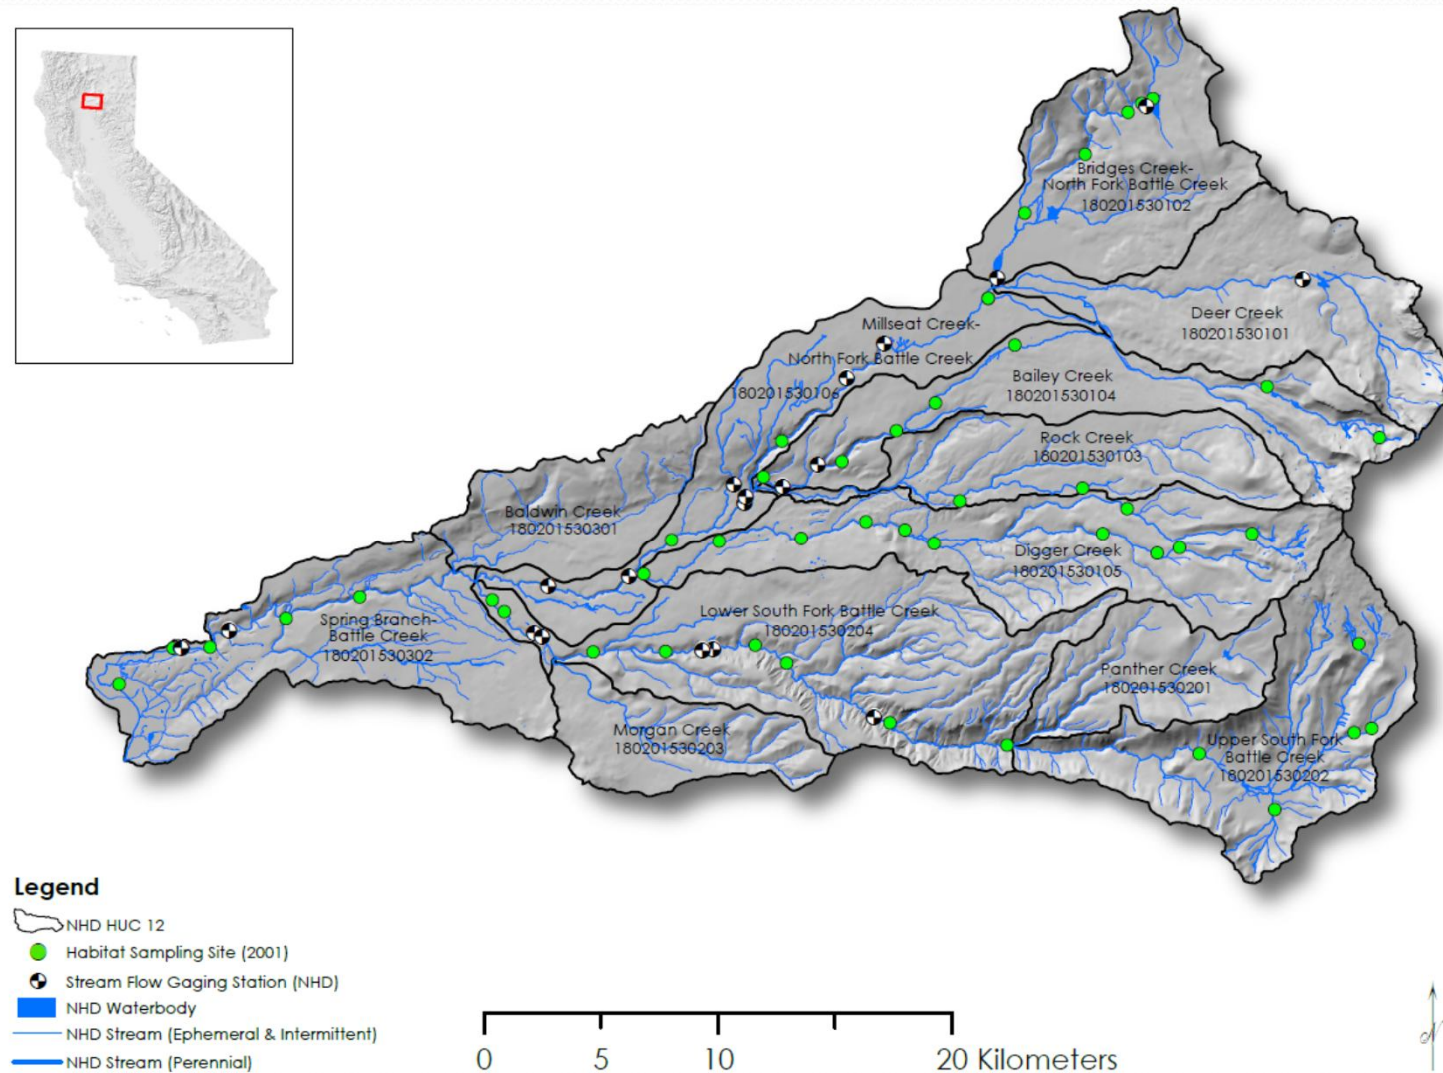 Bridges Creek-
North Fork Battle Creek
180201530102
Deer Creek
180201530101
Millseat Creek-
North Fork Battle Creek
180201530106
Bailey Creek
180201530104
Rock Creek
180201530103
Baldwin Creek
180201530301
Digger Creek
180201530105
Lower South Fork Battle Creek
180201530204
Spring Branch-
Battle Creek
180201530302
Panther Creek
180201530201
Morgan Creek
180201530203
Upper South Fork
Battle Creek
180201530202
Legend
NHD HUC 12
Habitat Sampling Site (2001)
Stream Flow Gaging Station (NHD)
NHD Waterbody
NHD Stream (Ephemeral & Intermittent)
NHD Stream (Perennial)
0 5 10 20 Kilometers
N